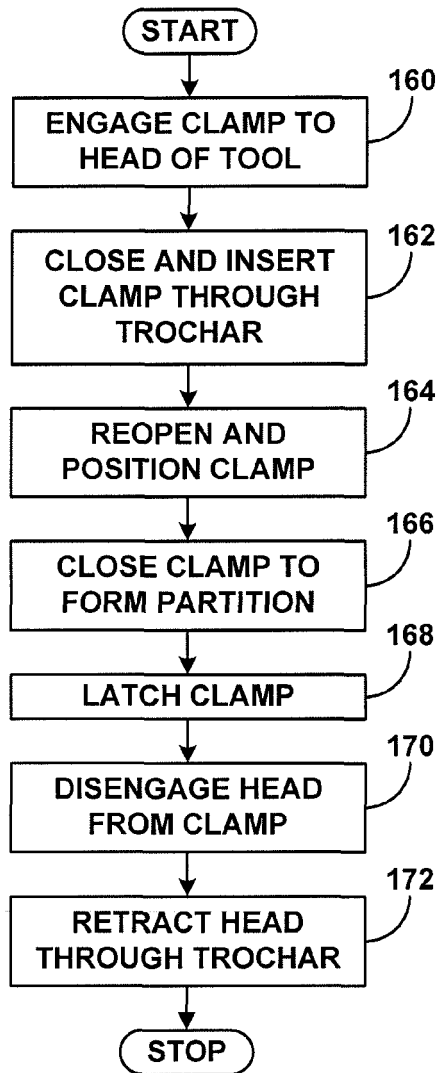 START
160
ENGAGE CLAMP TO
HEAD OF TOOL
162
CLOSE AND INSERT
CLAMP THROUGH
TROCHAR
164
REOPEN AND
POSITION CLAMP
166
CLOSE CLAMP TO
FORM PARTITION
168
LATCH CLAMP
170
DISENGAGE HEAD
FROM CLAMP
172
RETRACT HEAD
THROUGH TROCHAR
STOP